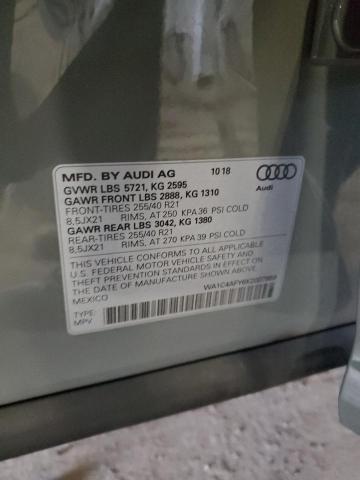 MFD. BY AUDI AG 10 18
GVWR LBS 5721, KG 2595
GAWR FRONT LBS 2888, KG 1310
FRONT-TIRES 255/40 R21
8.5JX21 RIMS, AT 250 KPA 36 PSI COLD
GAWR REAR LBS 3042, KG 1380
REAR-TIRES 255/40 R21
8.5JX21 RIMS, AT 270 KPA 39 PSI COLD
Audi
THIS VEHICLE CONFORMS TO ALL APPLICABLE
U.S. FEDERAL MOTOR VEHICLE SAFETY AND
THEFT PREVENTION STANDARDS IN EFFECT ON
THE DATE OF MANUFACTURE SHOWN ABOVE.
MEXICO
TYPE:
MPV